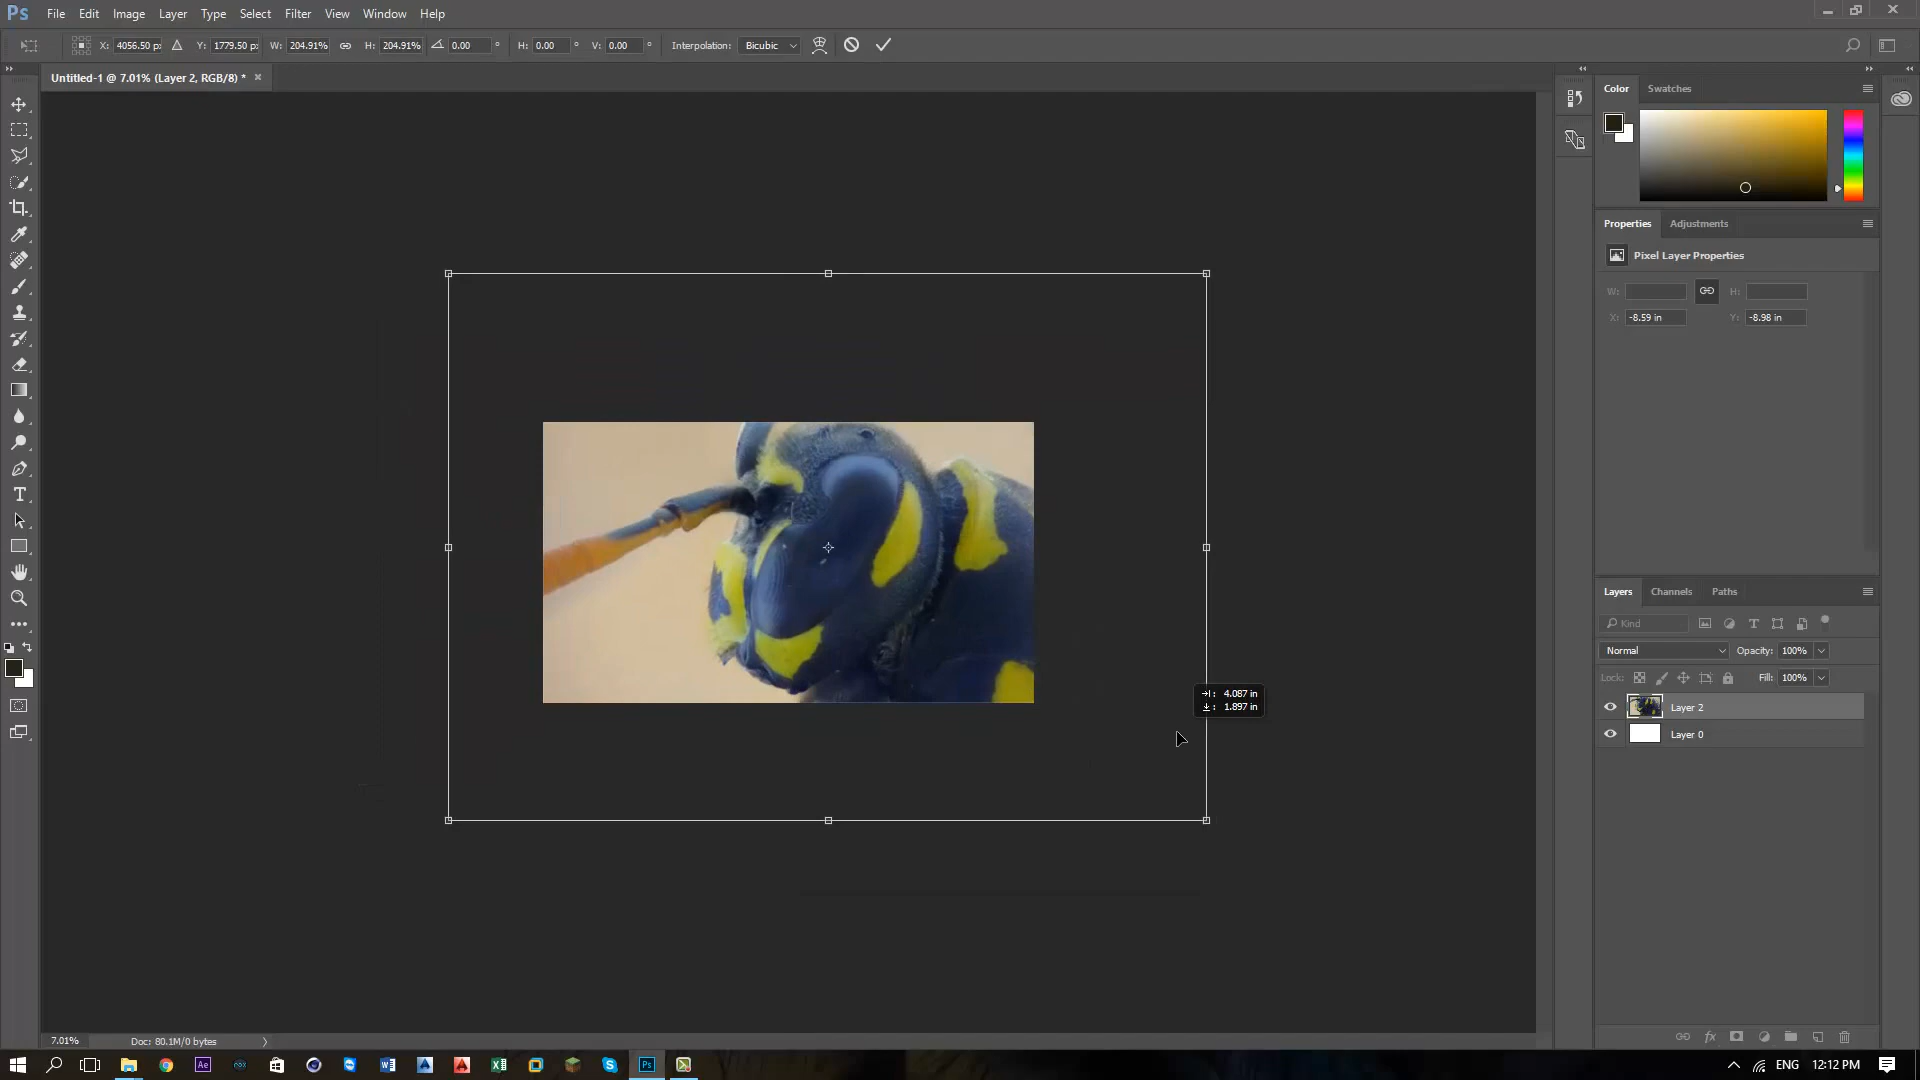 Ps File Edit Image Layer Type Select Filter View Window Help
X: 4056.50 p: Y: 1779.50 p: W: 204.91% H: 204.91% 0.00 ° H: 0.00 ° V: 0.00 ° Interpolation: Bicubic
Untitled-1 @ 7.01% (Layer 2, RGB/8) * ×
Color Swatches
Properties Adjustments
Pixel Layer Properties
W: H:
X: -8.59 in Y: -8.98 in
4.087 in
1.897 in
Layers Channels Paths
Kind
Normal Opacity: 100%
Lock: Fill: 100%
Layer 2
Layer 0
7.01% Doc: 80.1M/0 bytes
Ae Ps ENG 12:12 PM